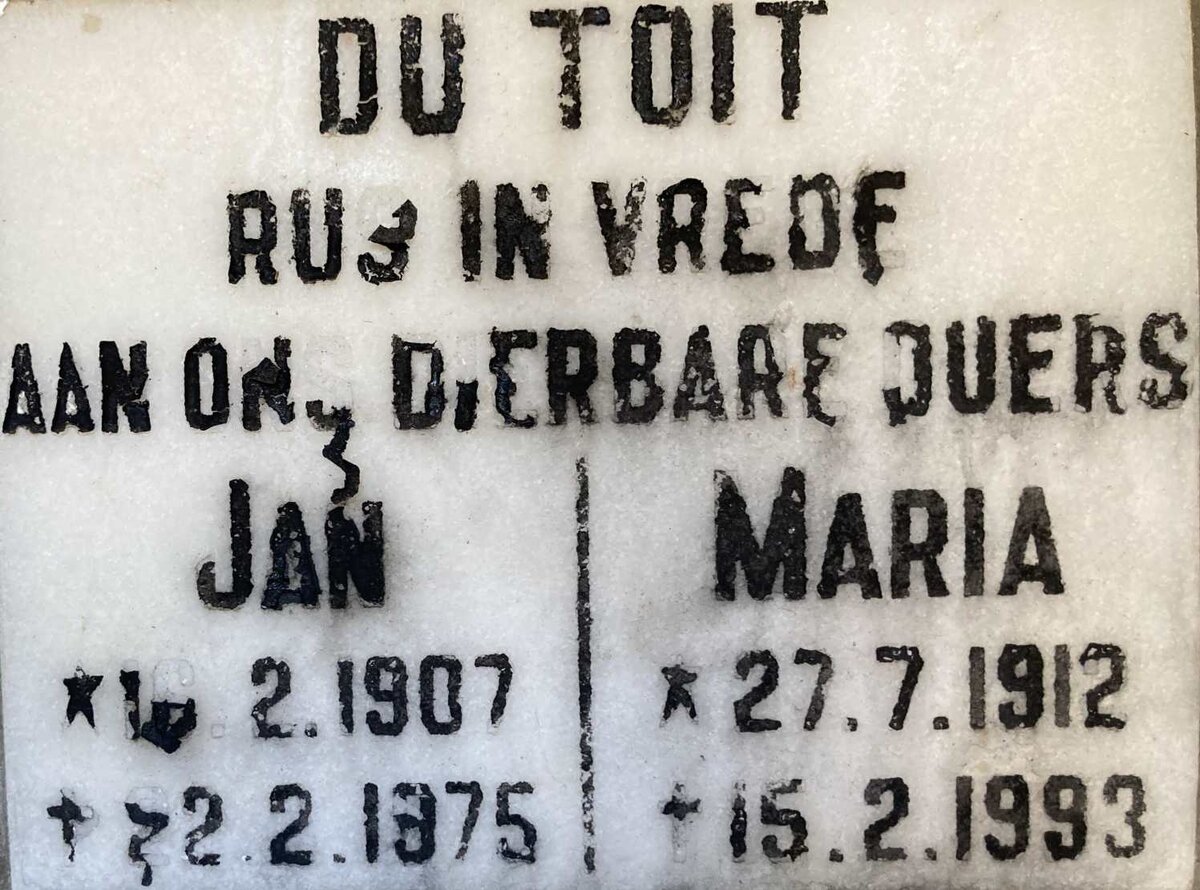 DU TOIT
RUS IN VREDE
AAN ONS DIERBARE OUERS
JAN MARIA
★ 2.1907 ★ 27.7.1912
† 22.2.1975 † 15.2.1993